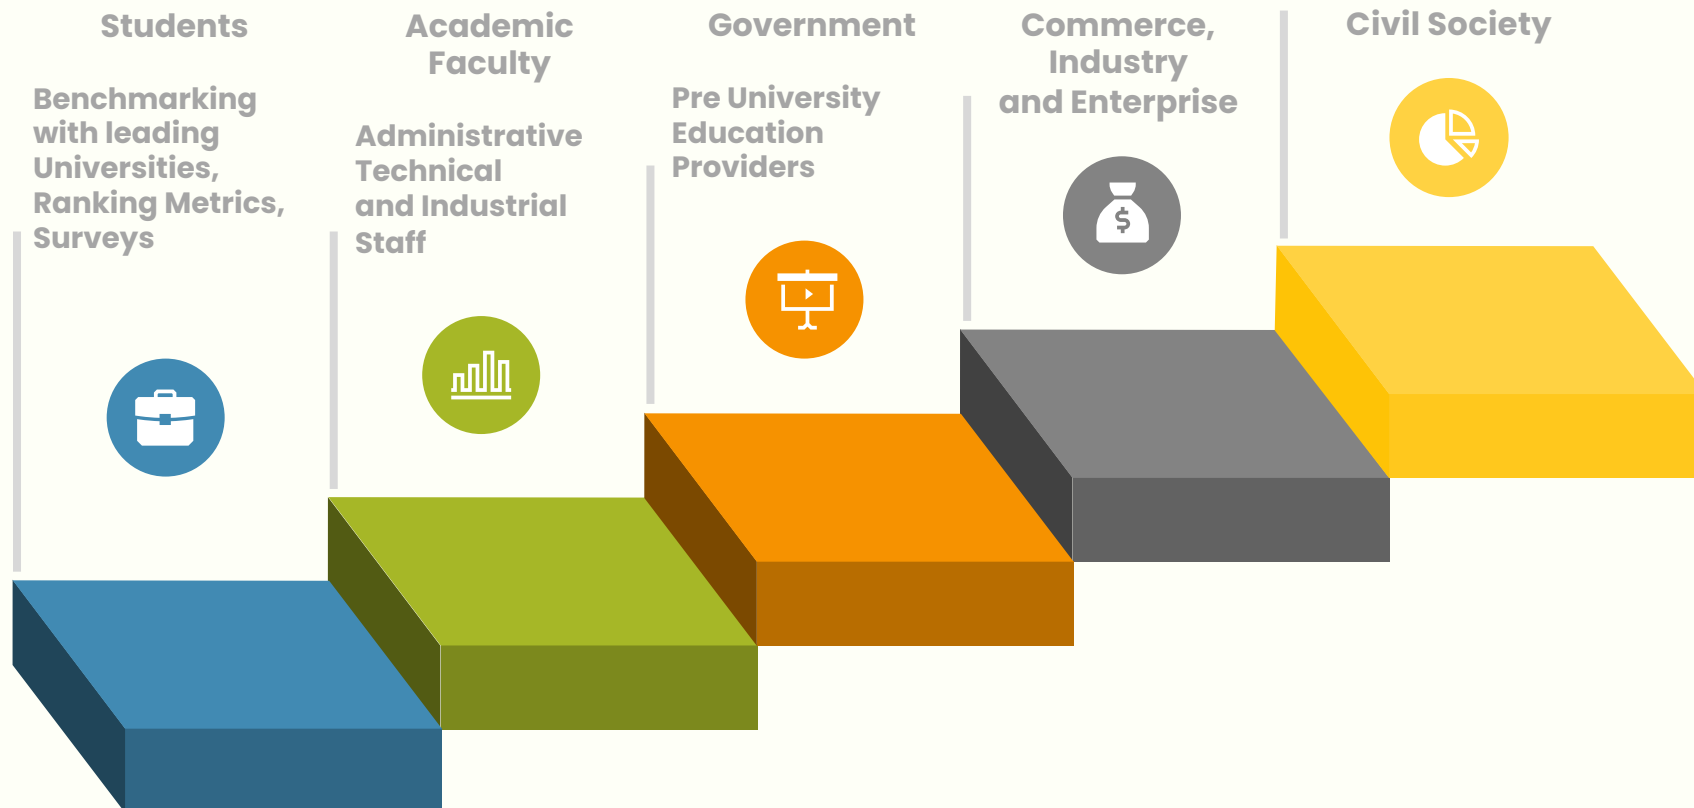 Students
Benchmarking
with leading
Universities,
Ranking Metrics,
Surveys
Academic
Faculty
Administrative
Technical
and Industrial
Staff
Government
Pre University
Education
Providers
Commerce,
Industry
and Enterprise
$
Civil Society